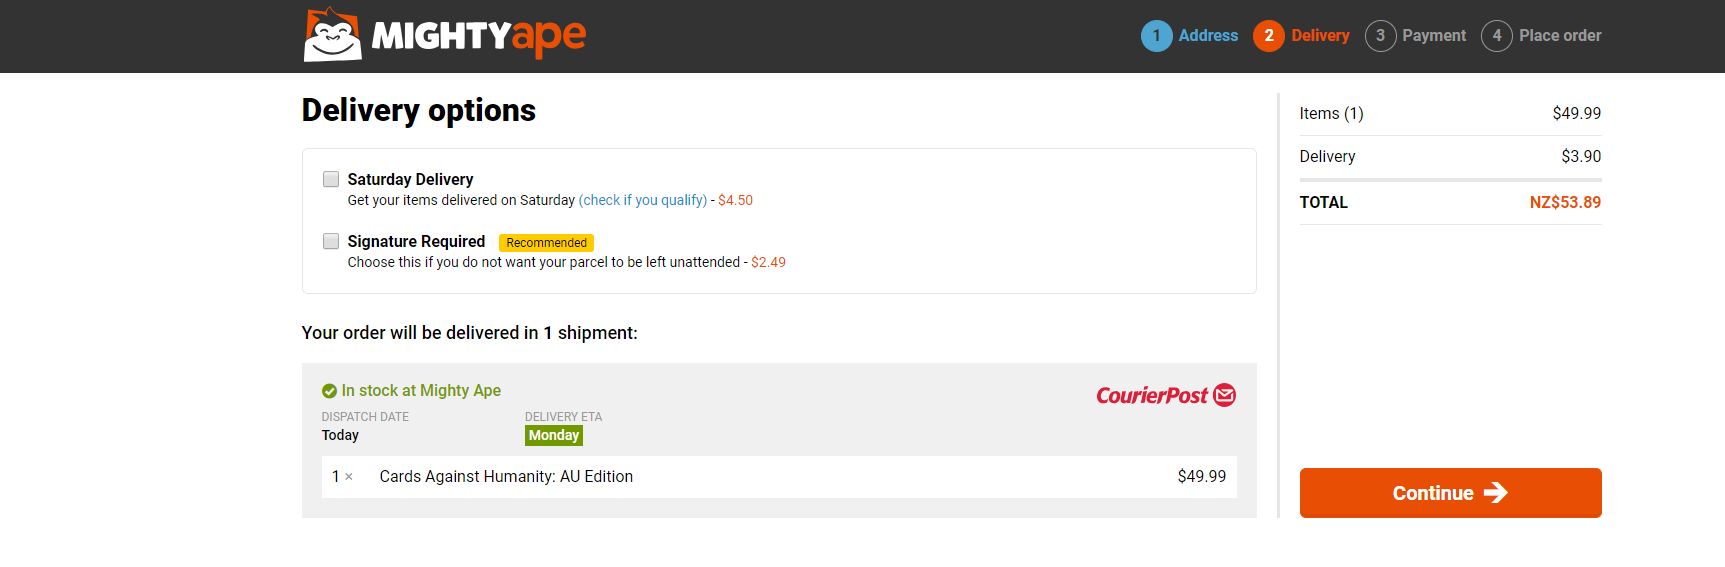 MIGHTYape
1 Address 2 Delivery 3 Payment 4 Place order
Delivery options
Saturday Delivery
Get your items delivered on Saturday (check if you qualify) - $4.50
Signature Required Recommended
Choose this if you do not want your parcel to be left unattended - $2.49
Your order will be delivered in 1 shipment:
In stock at Mighty Ape
CourierPost
DISPATCH DATE DELIVERY ETA
Today Monday
1 × Cards Against Humanity: AU Edition $49.99
Items (1) $49.99
Delivery $3.90
TOTAL NZ$53.89
Continue